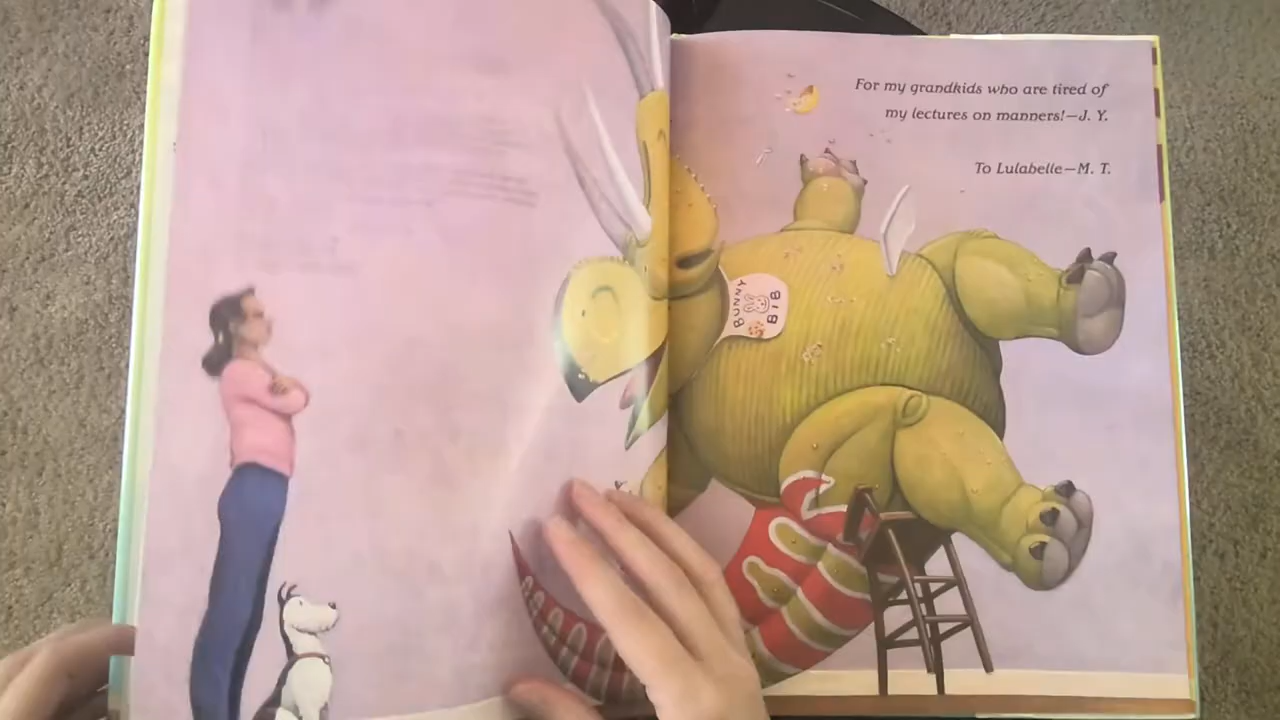 For my grandkids who are tired of
my lectures on manners!—J. Y.
To Lulabelle—M. T.
BUNNY
BIB